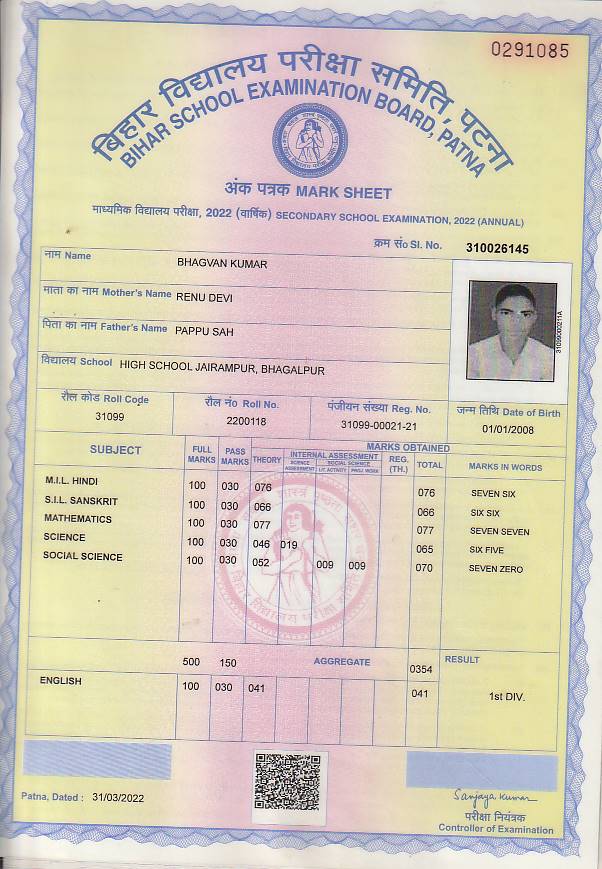 0291085
बिहार विद्यालय परीक्षा समिति, पटना
BIHAR SCHOOL EXAMINATION BOARD, PATNA
अंक पत्रक MARK SHEET
माध्यमिक विद्यालय परीक्षा, 2022 (वार्षिक) SECONDARY SCHOOL EXAMINATION, 2022 (ANNUAL)
क्रम सं० Sl. No. 310026145
नाम Name BHAGVAN KUMAR
माता का नाम Mother's Name RENU DEVI
पिता का नाम Father's Name PAPPU SAH
विद्यालय School HIGH SCHOOL JAIRAMPUR, BHAGALPUR
31099000211A
रौल कोड Roll Code रौल नं० Roll No. पंजीयन संख्या Reg. No. जन्म तिथि Date of Birth
31099 2200118 31099-00021-21 01/01/2008
SUBJECT FULL MARKS PASS MARKS MARKS OBTAINED
THEORY INTERNAL ASSESSMENT REG. (TH.) TOTAL MARKS IN WORDS
SCIENCE ASSESSMENT SOCIAL SCIENCE
LIT. ACTIVITY PROJ. WORK
M.I.L. HINDI 100 030 076 076 SEVEN SIX
S.I.L. SANSKRIT 100 030 066 066 SIX SIX
MATHEMATICS 100 030 077 077 SEVEN SEVEN
SCIENCE 100 030 046 019 065 SIX FIVE
SOCIAL SCIENCE 100 030 052 009 009 070 SEVEN ZERO
500 150 AGGREGATE 0354 RESULT
ENGLISH 100 030 041 041 1st DIV.
Patna, Dated : 31/03/2022
Sanjaya Kumar
परीक्षा नियंत्रक
Controller of Examination